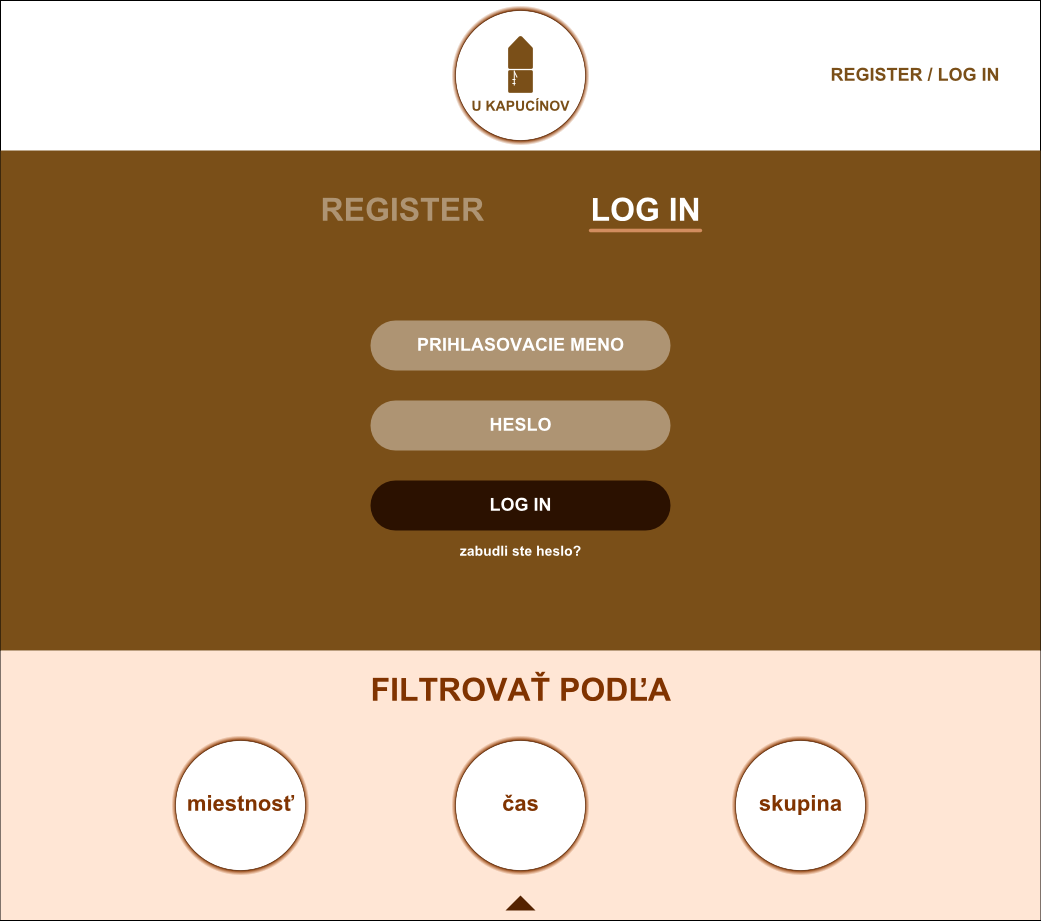 U KAPUCÍNOV
REGISTER / LOG IN
REGISTER
LOG IN
PRIHLASOVACIE MENO
HESLO
LOG IN
zabudli ste heslo?
FILTROVAŤ PODĽA
miestnosť
čas
skupina